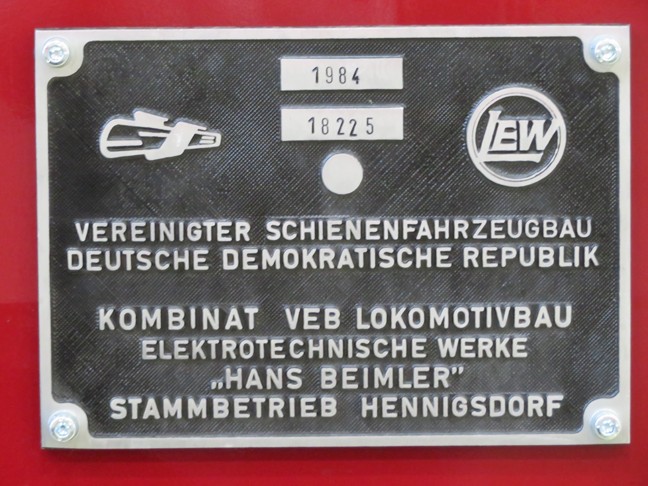 1984
18225
LEW
VEREINIGTER SCHIENENFAHRZEUGBAU
DEUTSCHE DEMOKRATISCHE REPUBLIK
KOMBINAT VEB LOKOMOTIVBAU
ELEKTROTECHNISCHE WERKE
„HANS BEIMLER”
STAMMBETRIEB HENNIGSDORF